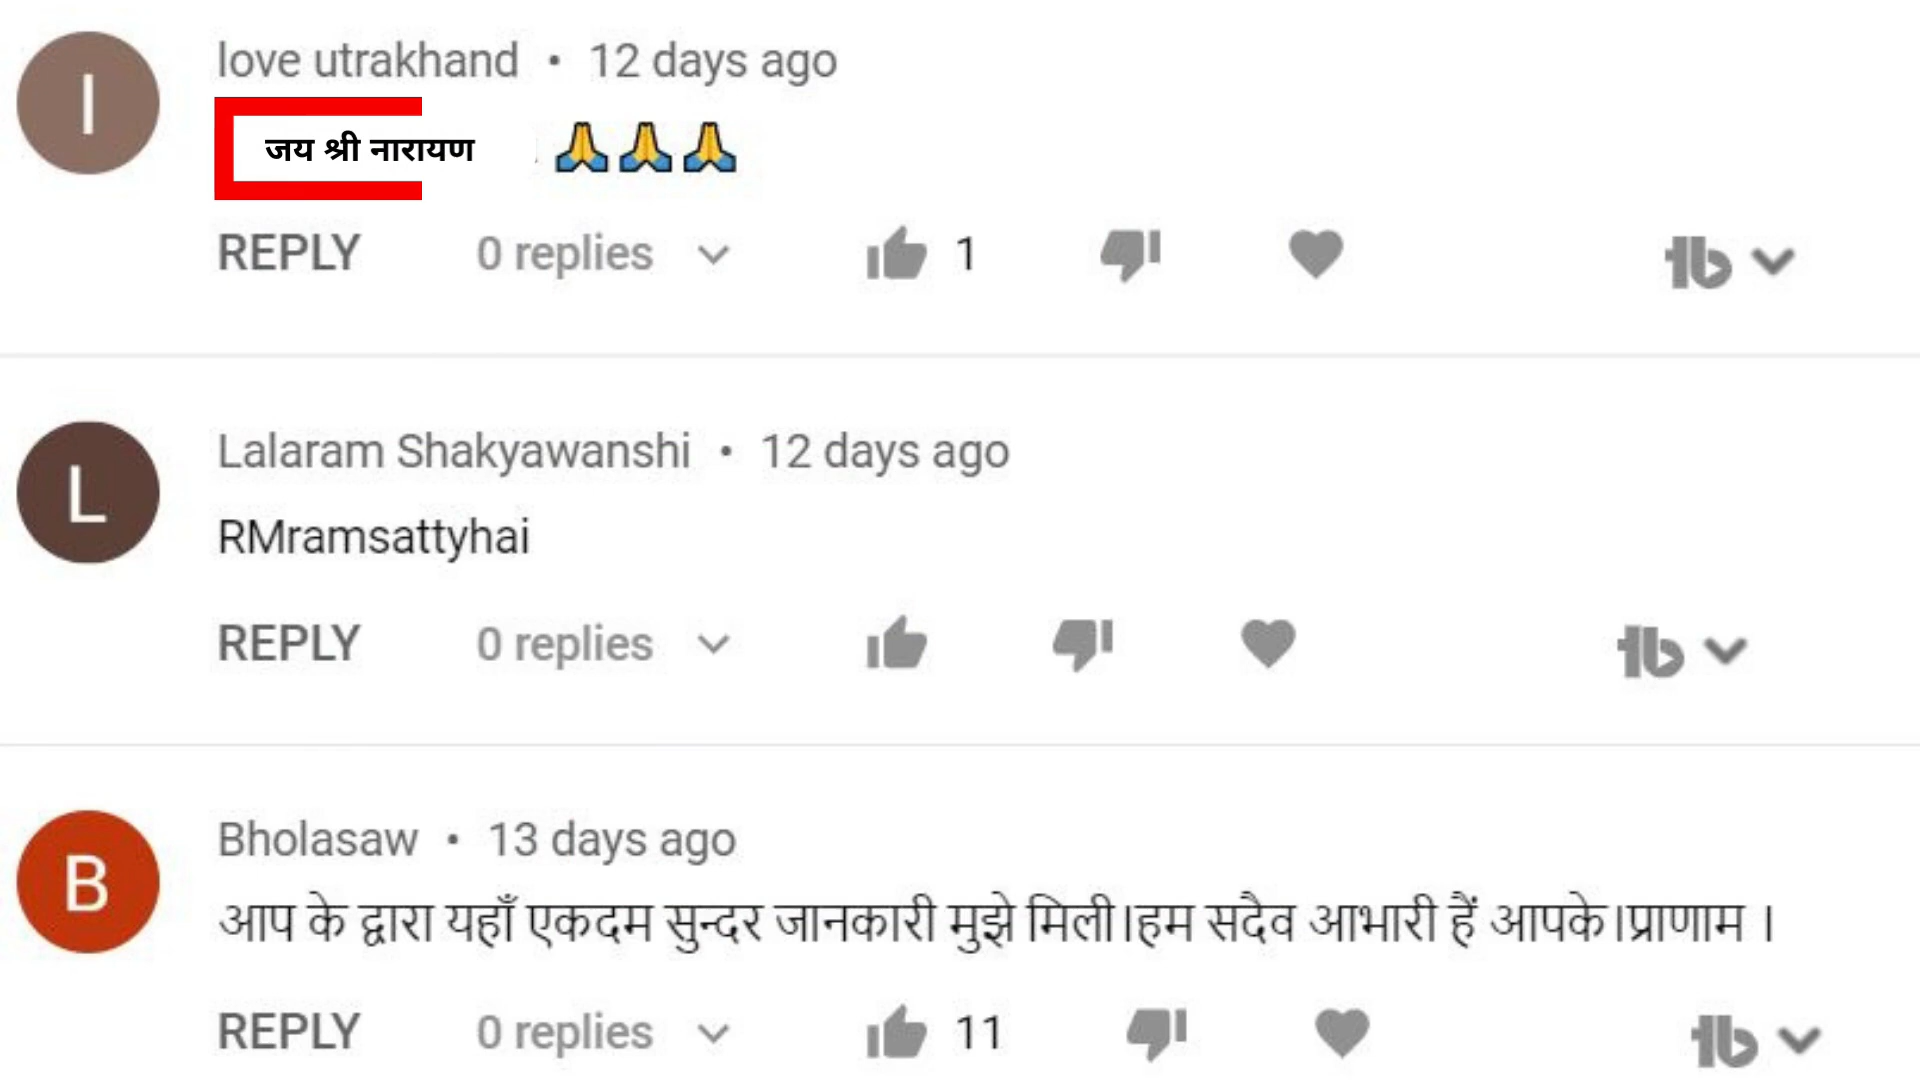 l
love utrakhand • 12 days ago
जय श्री नारायण 🙏🙏🙏
REPLY 0 replies 1
L
Lalaram Shakyawanshi • 12 days ago
RMramsattyhai
REPLY 0 replies
B
Bholasaw • 13 days ago
आप के द्वारा यहाँ एकदम सुन्दर जानकारी मुझे मिली।हम सदैव आभारी हैं आपके।प्राणाम ।
REPLY 0 replies 11